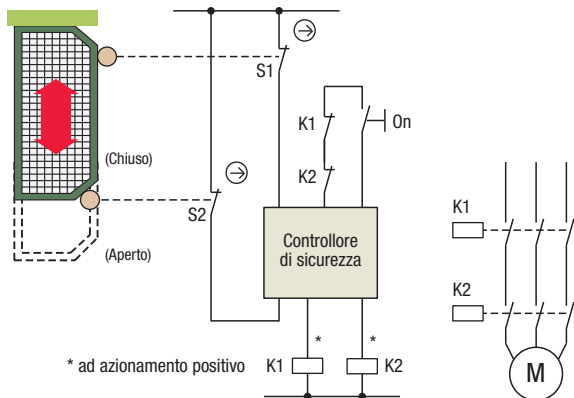 S1
K1
On
(Chiuso)
K2
K1
S2
Controllore
di sicurezza
(Aperto)
K2
* *
* ad azionamento positivo
K1
K2
M